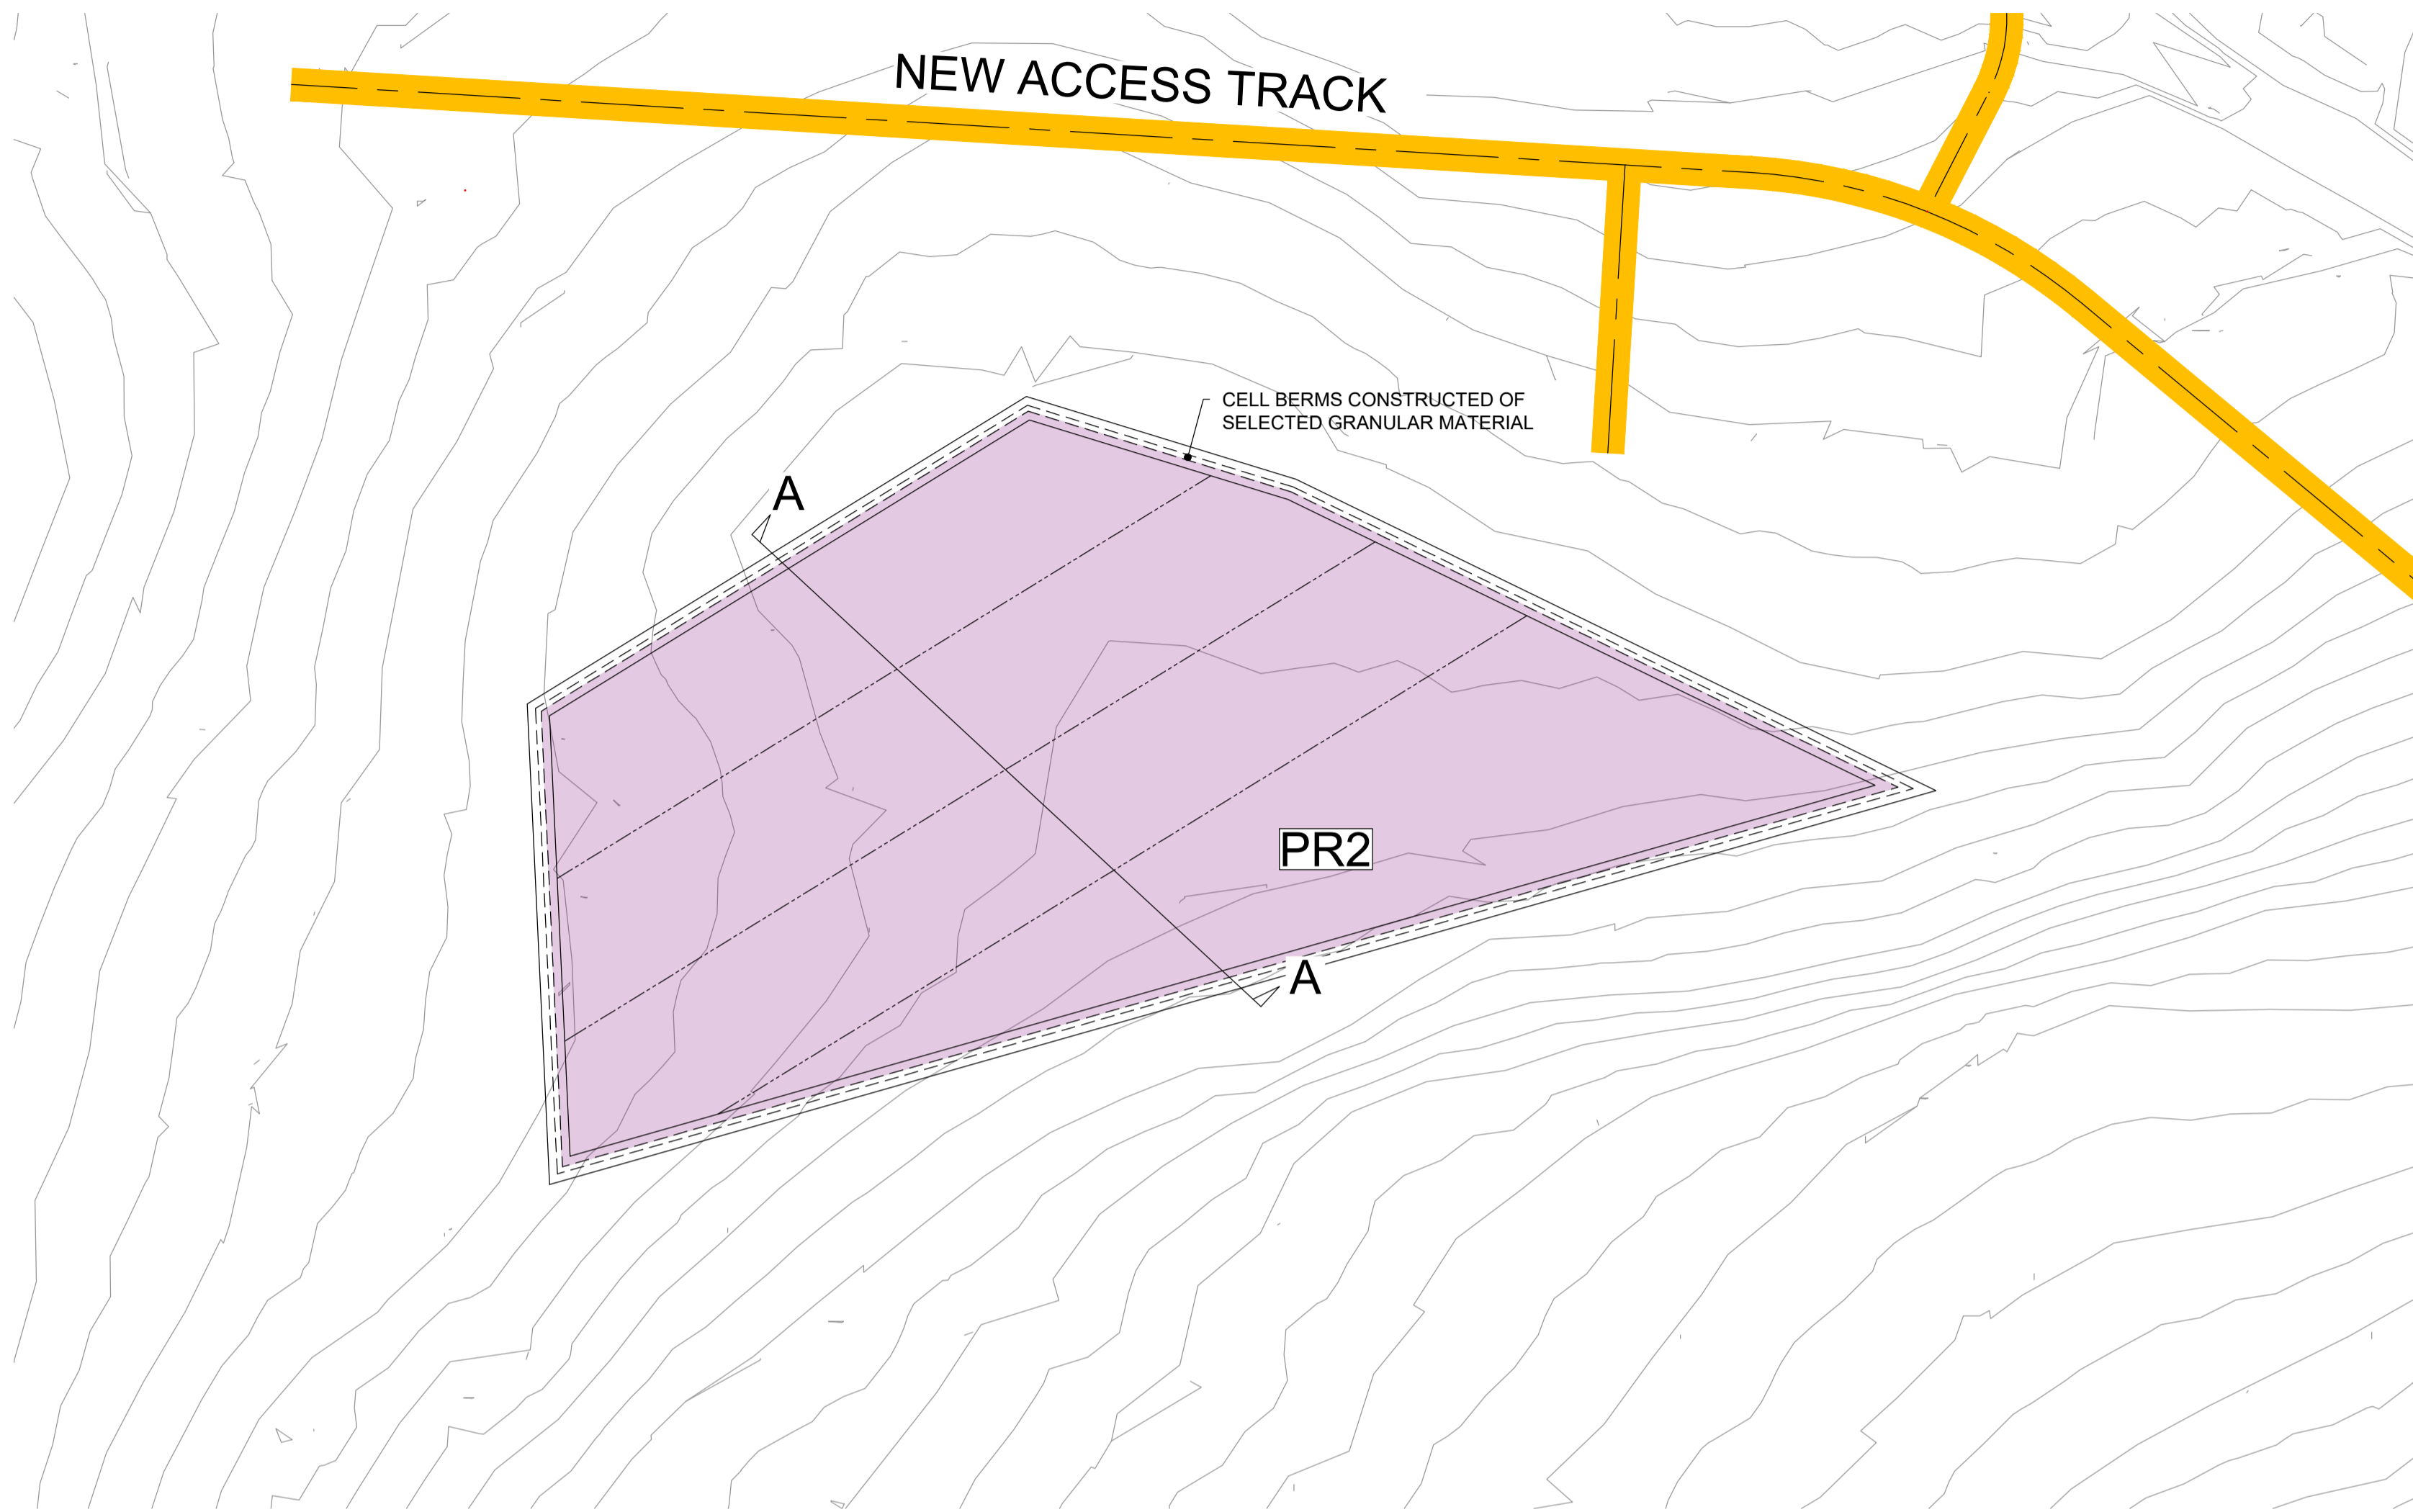 NEW ACCESS TRACK
CELL BERMS CONSTRUCTED OF
SELECTED GRANULAR MATERIAL
A
PR2
A